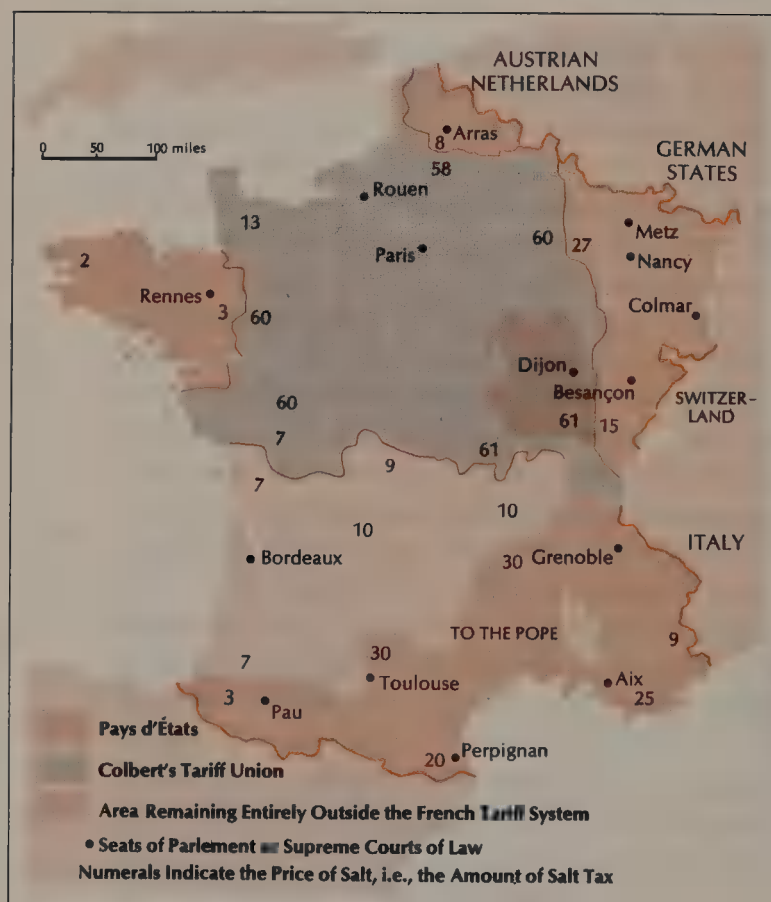 AUSTRIAN
NETHERLANDS
Arras
8
0 50 100 miles
58
GERMAN
STATES
Rouen
13
Metz
60
27
Paris
Nancy
2
Rennes
3
Colmar
60
Dijon
Besançon
60
61
15
SWITZER-
LAND
7
61
9
7
10
10
Bordeaux
30
Grenoble
ITALY
TO THE POPE
9
7
30
Toulouse
Aix
25
3
Pau
20
Perpignan
Pays d'États
Colbert's Tariff Union
Area Remaining Entirely Outside the French Tariff System
• Seats of Parlement or Supreme Courts of Law
Numerals Indicate the Price of Salt, i.e., the Amount of Salt Tax